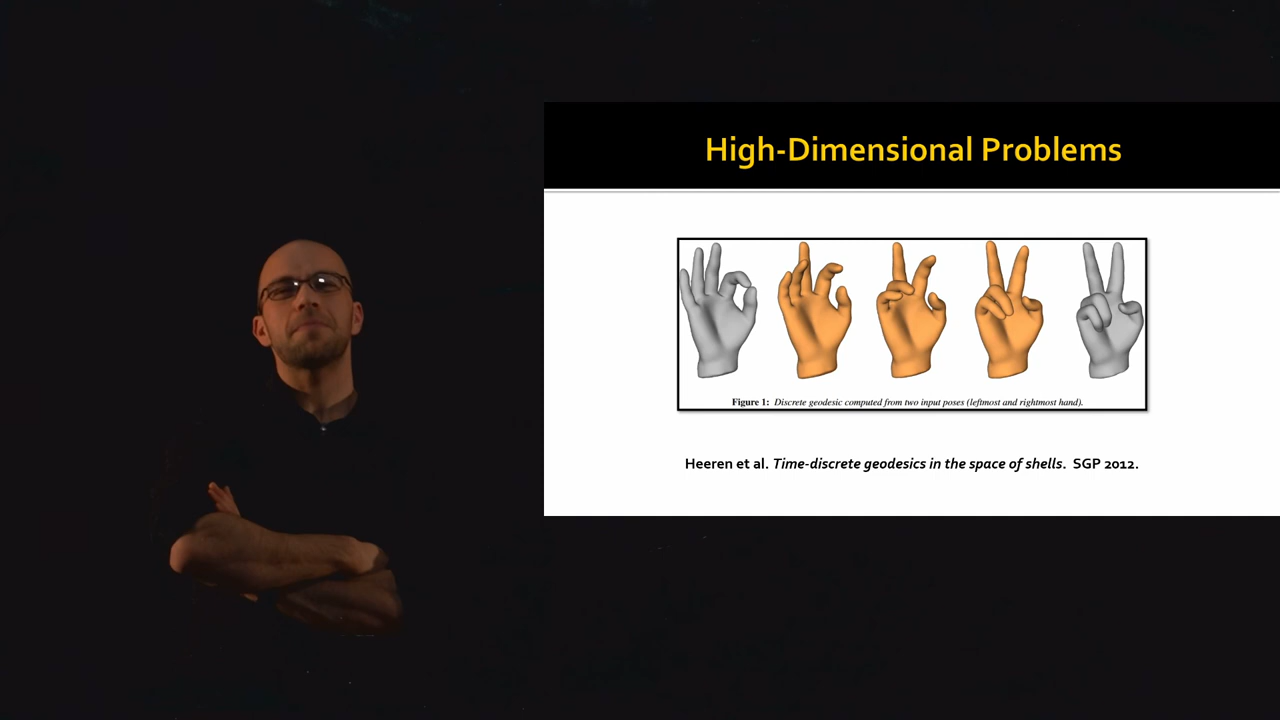 High-Dimensional Problems
Figure 1: Discrete geodesic computed from two input poses (leftmost and rightmost hand).
Heeren et al. Time-discrete geodesics in the space of shells. SGP 2012.